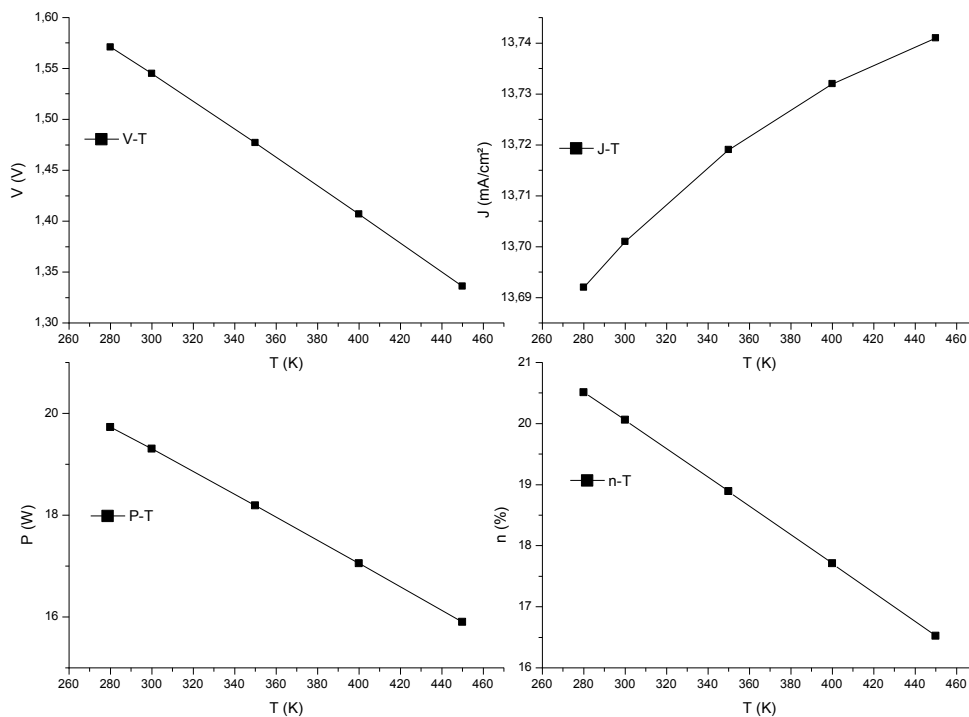 1,60
1,55
1,50
1,45
1,40
1,35
1,30
V (V)
V-T
260 280 300 320 340 360 380 400 420 440 460
T (K)
13,74
13,73
13,72
13,71
13,70
13,69
J (mA/cm²)
J-T
260 280 300 320 340 360 380 400 420 440 460
T (K)
20
18
16
P (W)
P-T
260 280 300 320 340 360 380 400 420 440 460
T (K)
21
20
19
18
17
16
n (%)
n-T
260 280 300 320 340 360 380 400 420 440 460
T (K)